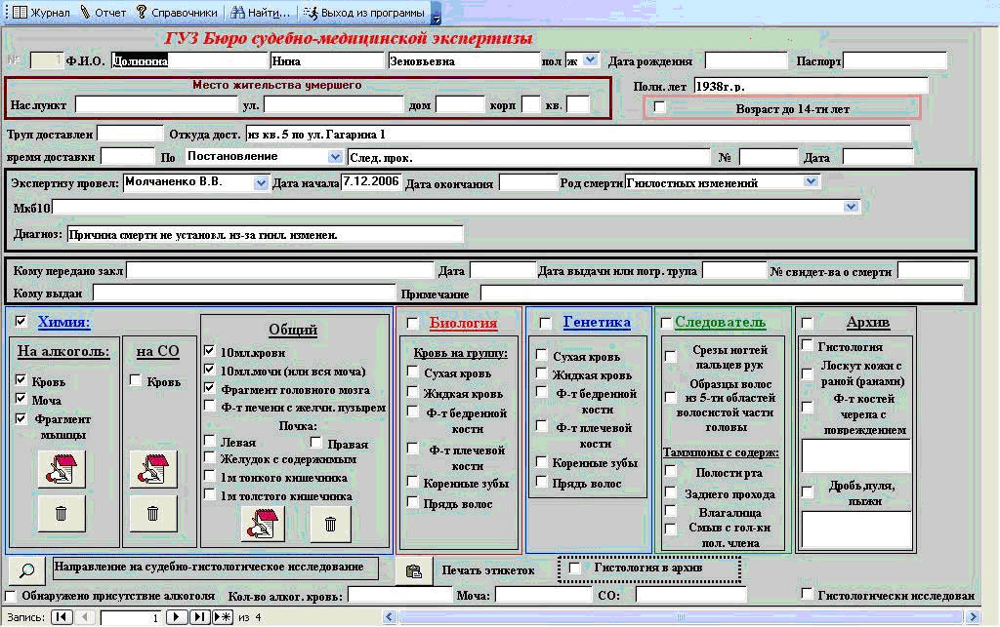 Журнал Отчет Справочники Найти... Выход из программы
ГУЗ Бюро судебно-медицинской экспертизы
№ 1 Ф.И.О. Долинина Нина Зеновьевна пол ж Дата рождения Паспорт
Место жительства умершего
Полн. лет 1938г.р.
Нас.пункт ул. дом корп кв.
Возраст до 14-ти лет
Труп доставлен Откуда дост. из кв. 5 по ул. Гагарина 1
время доставки По Постановление След. прок. № Дата
Экспертизу провел: Молчаненко В.В. Дата начала 7.12.2006 Дата окончания Род смерти Гнилостных изменений
Мкб10
Диагноз: Причина смерти не установл. из-за гнил. изменен.
Кому передано закл Дата Дата выдачи или погр. трупа № свидет-ва о смерти
Кому выдан Примечание
Химия:
На алкоголь:
Кровь
Моча
Фрагмент
мышцы
на СО
Кровь
Общий
10мл.крови
10мл.мочи (или вся моча)
Фрагмент головного мозга
Ф-т печени с желчн. пузырем
Почка:
Левая Правая
Желудок с содержимым
1м тонкого кишечника
1м толстого кишечника
Биология
Кровь на группу:
Сухая кровь
Жидкая кровь
Ф-т бедренной
кости
Ф-т плечевой
кости
Коренные зубы
Прядь волос
Генетика
Сухая кровь
Жидкая кровь
Ф-т бедренной
кости
Ф-т плечевой
кости
Коренные зубы
Прядь волос
Следователь
Срезы ногтей
пальцев рук
Образцы волос
из 5-ти областей
волосистой части
головы
Таммпоны с содерж:
Полости рта
Заднего прохода
Влагалища
Смыв с гол-ки
пол. члена
Архив
Гистология
Лоскут кожи с
раной (ранами)
Ф-т костей
черепа с
повреждением
Дробь,пуля,
пыжи
Направление на судебно-гистологическое исследование Печать этикеток Гистология в архив
Обнаружено присутствие алкоголя Кол-во алког. кровь: Моча: СО: Гистологически исследован
Запись: 1 из 4